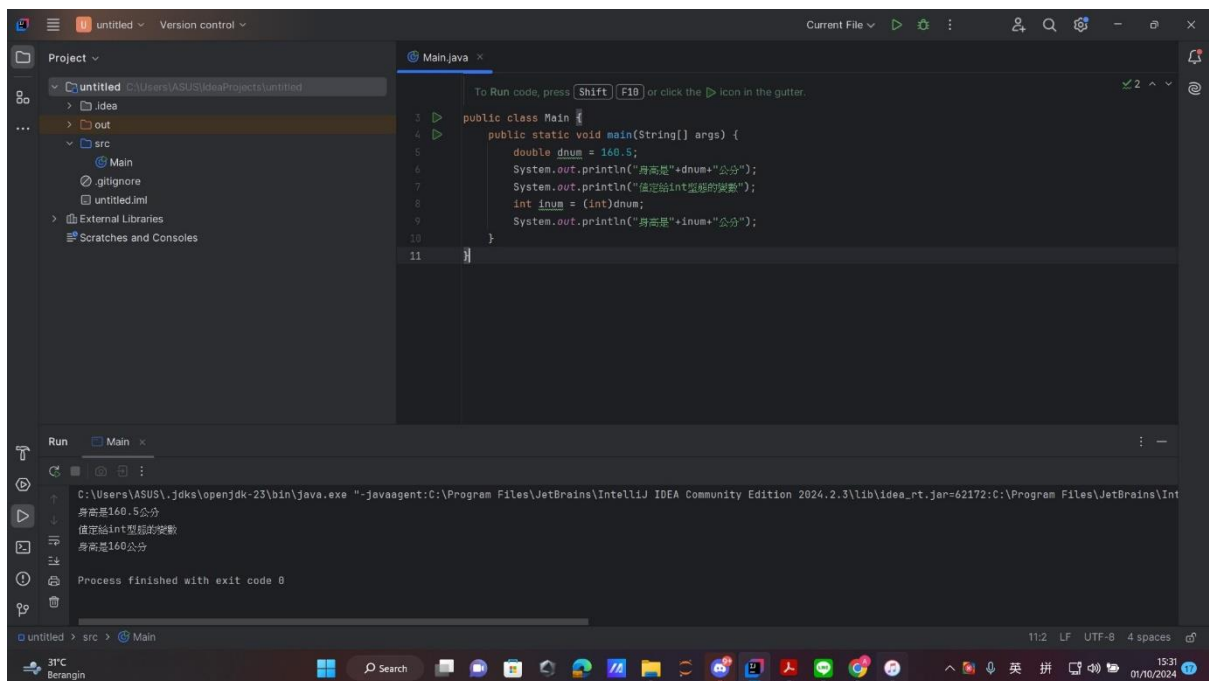 untitled Version control Current File
Project
Main.java
untitled C:\Users\ASUS\IdeaProjects\untitled
.idea
out
src
Main
.gitignore
untitled.iml
External Libraries
Scratches and Consoles
To Run code, press Shift F10 or click the icon in the gutter.
2
3 public class Main {
4 public static void main(String[] args) {
5 double dnum = 160.5;
6 System.out.println("身高是"+dnum+"公分");
7 System.out.println("值定給int型態的變數");
8 int inum = (int)dnum;
9 System.out.println("身高是"+inum+"公分");
10 }
11 }
Run Main
C:\Users\ASUS\.jdks\openjdk-23\bin\java.exe "-javaagent:C:\Program Files\JetBrains\IntelliJ IDEA Community Edition 2024.2.3\lib\idea_rt.jar=62172:C:\Program Files\JetBrains\Int
身高是160.5公分
值定給int型態的變數
身高是160公分
Process finished with exit code 0
untitled > src > Main 11:2 LF UTF-8 4 spaces
31°C
Berangin
Search
英 拼
15:31
01/10/2024
17